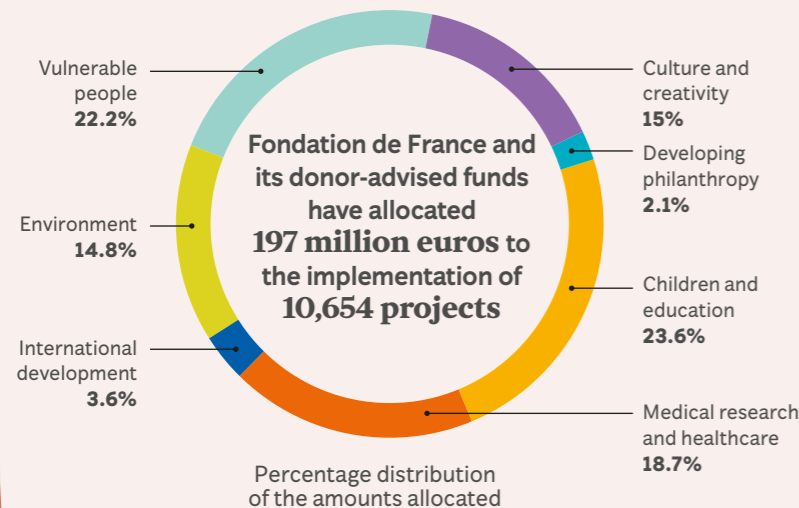 Vulnerable
people
22.2%
Environment
14.8%
International
development
3.6%
Fondation de France and
its donor-advised funds
have allocated
197 million euros to
the implementation of
10,654 projects
Culture and
creativity
15%
Developing
philanthropy
2.1%
Children and
education
23.6%
Medical research
and healthcare
18.7%
Percentage distribution
of the amounts allocated